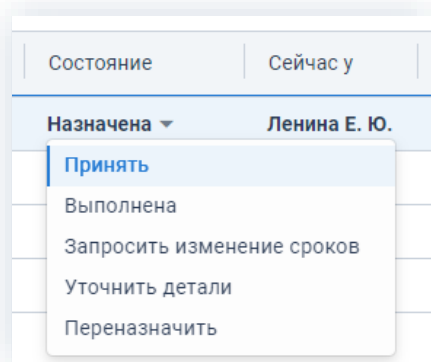 Состояние Сейчас у
Назначена Ленина Е. Ю.
Принять
Выполнена
Запросить изменение сроков
Уточнить детали
Переназначить